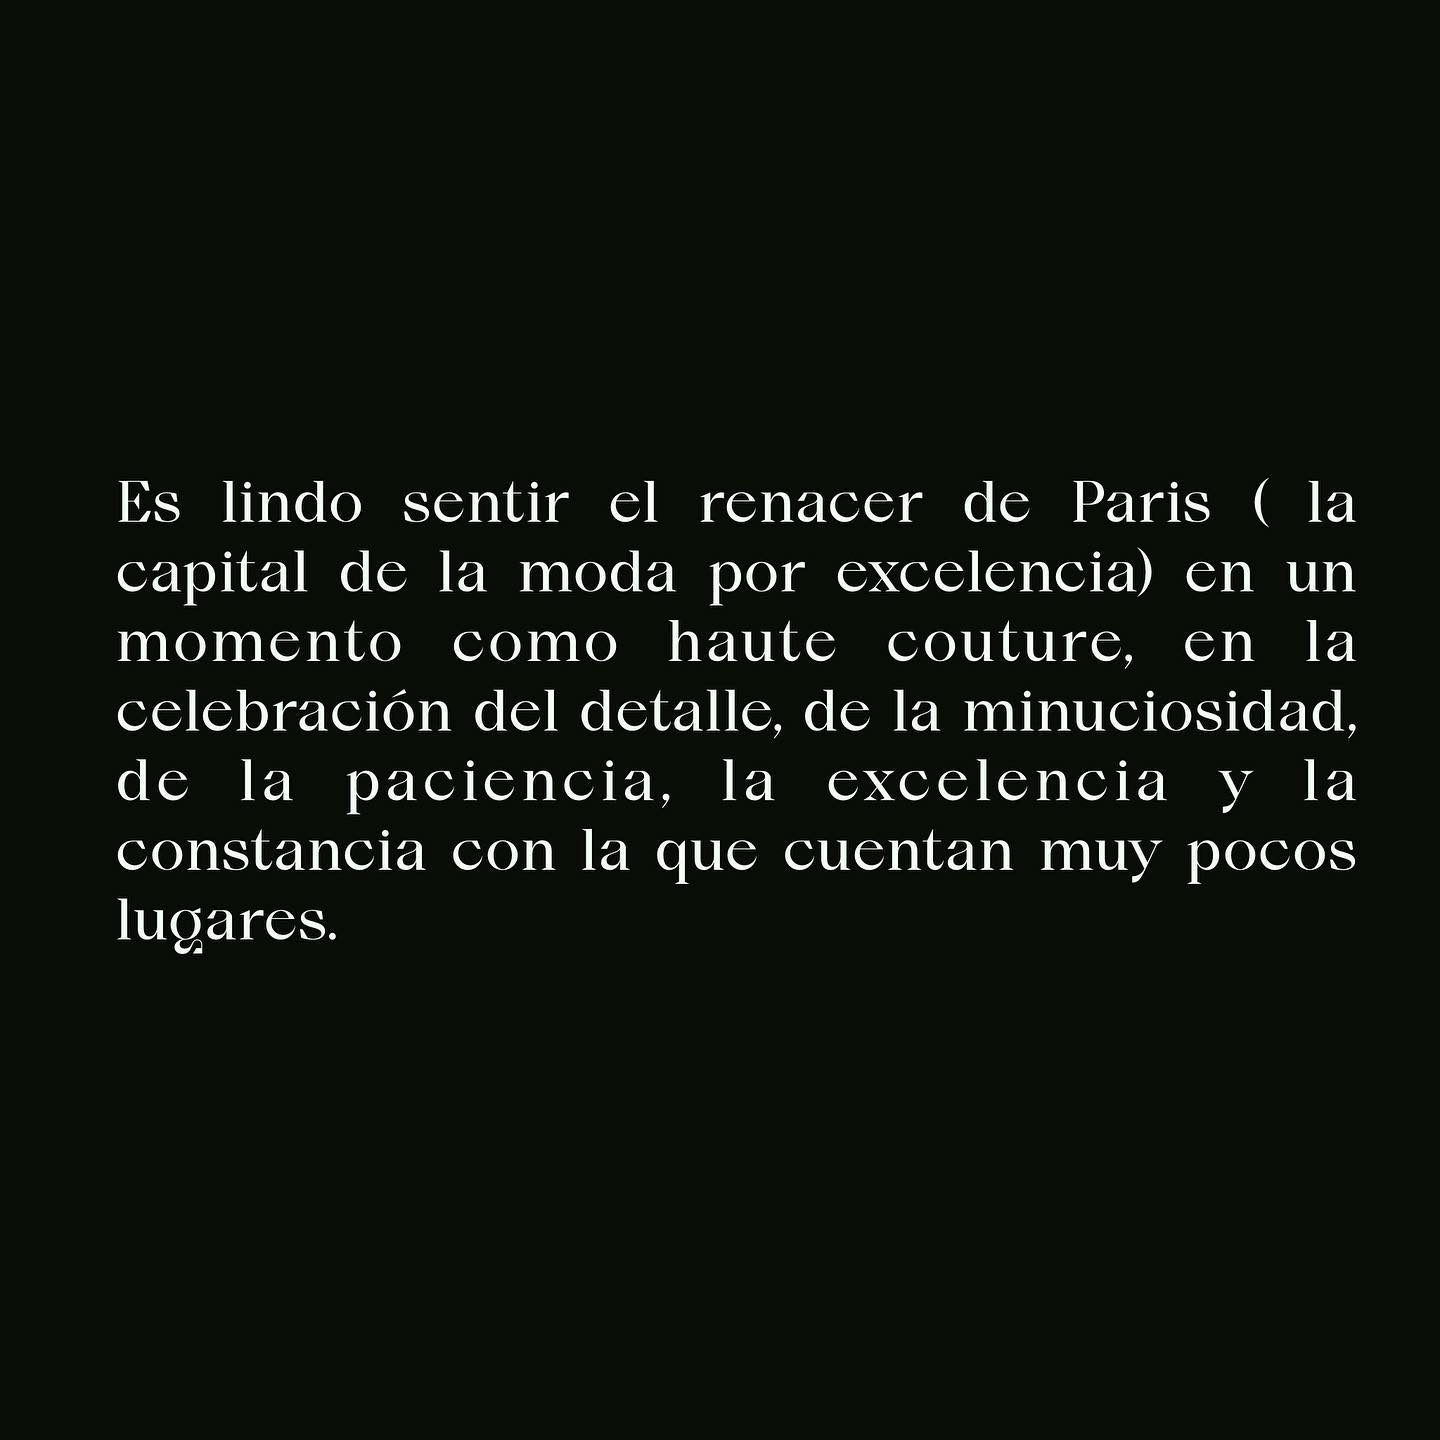 Es lindo sentir el renacer de Paris ( la
capital de la moda por excelencia) en un
momento como haute couture, en la
celebración del detalle, de la minuciosidad,
de la paciencia, la excelencia y la
constancia con la que cuentan muy pocos
lugares.